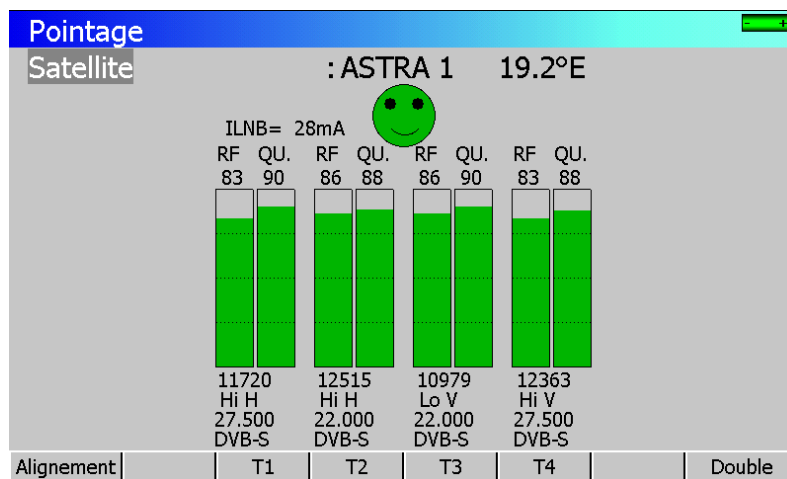 Pointage
- +
Satellite : ASTRA 1 19.2°E
ILNB= 28mA
RF QU. RF QU. RF QU. RF QU.
83 90 86 88 86 90 83 88
11720 12515 10979 12363
Hi H Hi H Lo V Hi V
27.500 22.000 22.000 27.500
DVB-S DVB-S DVB-S DVB-S
Alignement T1 T2 T3 T4 Double